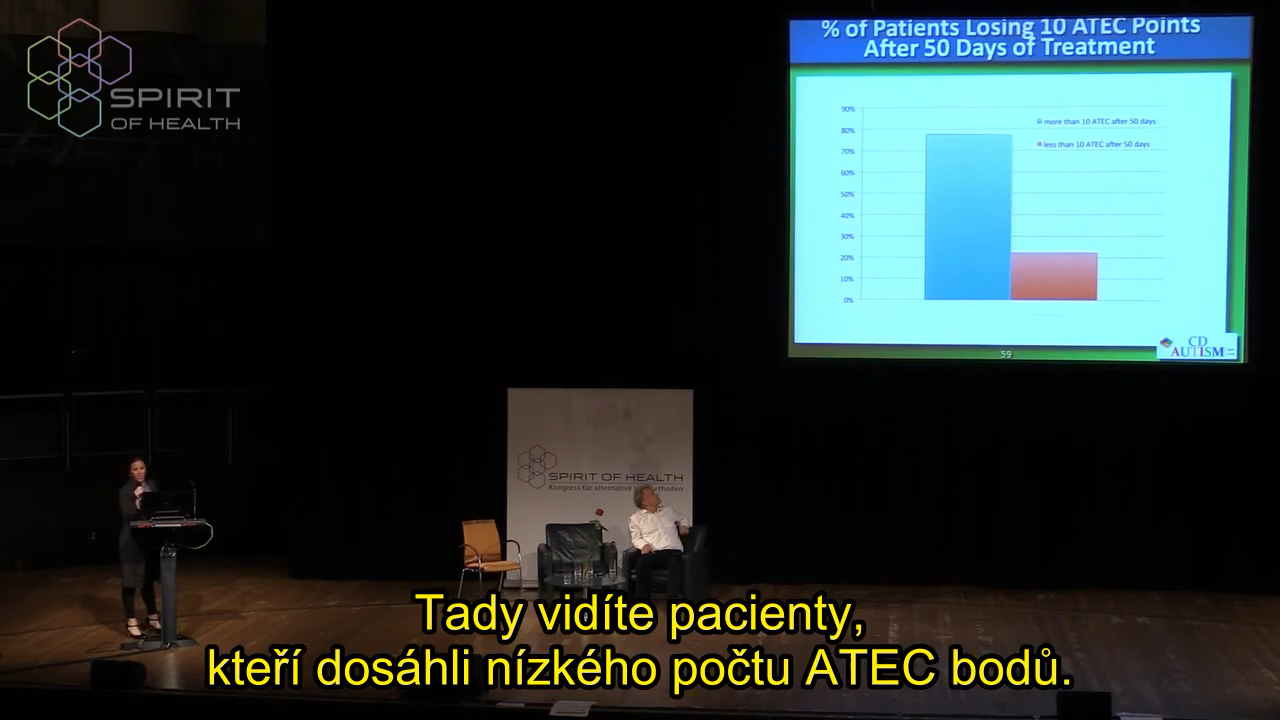 SPIRIT
OF HEALTH
% of Patients Losing 10 ATEC Points
After 50 Days of Treatment
90%
80%
70%
60%
50%
40%
30%
20%
10%
0%
more than 10 ATEC after 50 days
less than 10 ATEC after 50 days
59
CD
AUTISM
SPIRIT OF HEALTH
Kongress für alternative
Tady vidíte pacienty,
kteří dosáhli nízkého počtu ATEC bodů.